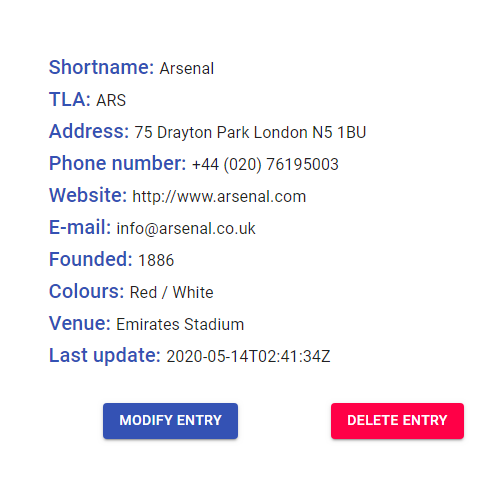 Shortname: Arsenal
TLA: ARS
Address: 75 Drayton Park London N5 1BU
Phone number: +44 (020) 76195003
Website: http://www.arsenal.com
E-mail: info@arsenal.co.uk
Founded: 1886
Colours: Red / White
Venue: Emirates Stadium
Last update: 2020-05-14T02:41:34Z
MODIFY ENTRY DELETE ENTRY